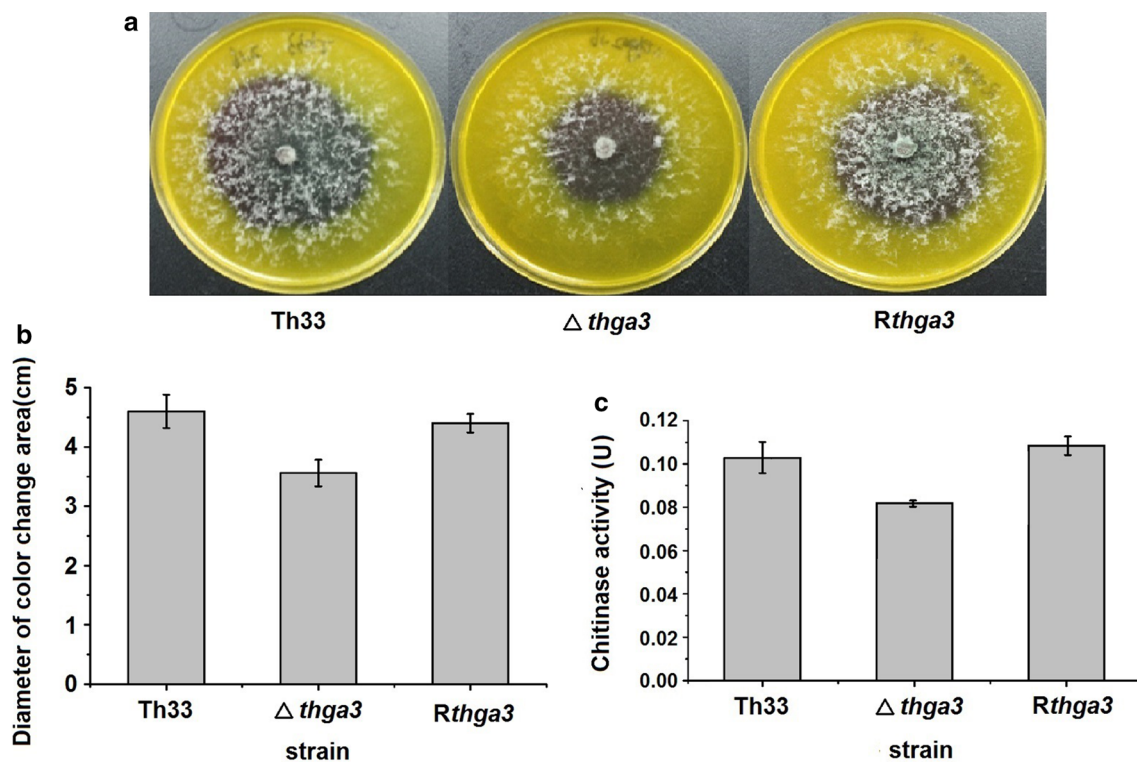 a
Th33
△ thga3
Rthga3
b
Diameter of color change area(cm)
5
4
3
2
1
0
Th33
△ thga3
Rthga3
strain
c
Chitinase activity (U)
0.12
0.10
0.08
0.06
0.04
0.02
0.00
Th33
△ thga3
Rthga3
strain